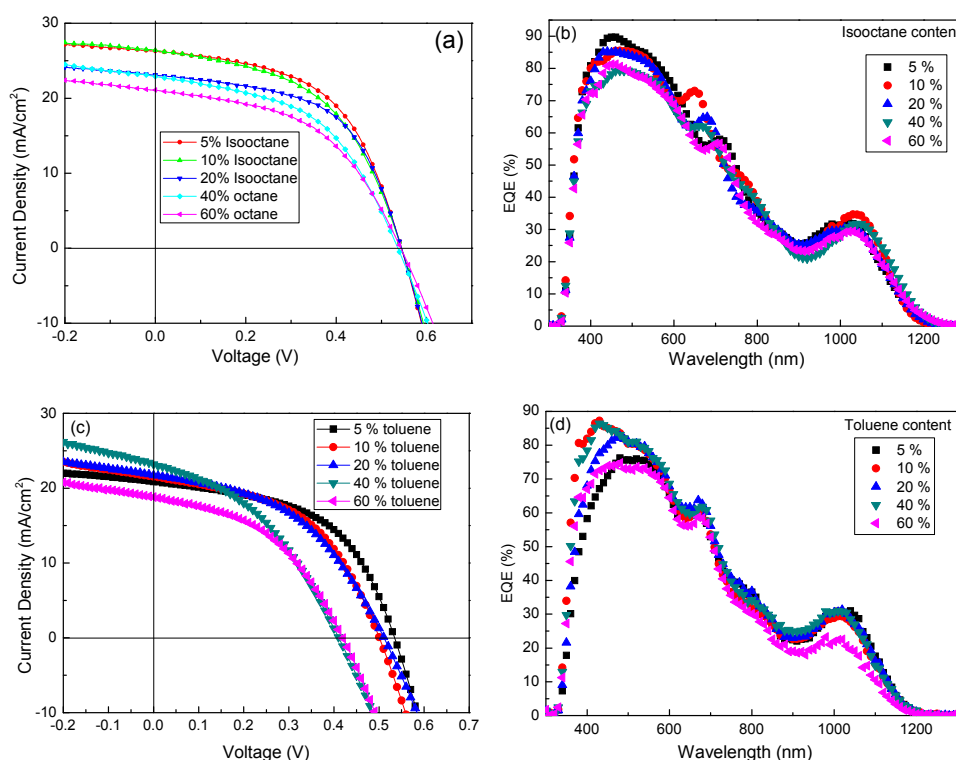 (a)
Current Density (mA/cm²)
30
20
10
0
-10
-0.2 0.0 0.2 0.4 0.6
Voltage (V)
5% Isooctane
10% Isooctane
20% Isooctane
40% octane
60% octane
(b)
Isooctane content
5 %
10 %
20 %
40 %
60 %
EQE (%)
90
80
70
60
50
40
30
20
10
0
400 600 800 1000 1200
Wavelength (nm)
(c)
Current Density (mA/cm²)
30
20
10
0
-10
-0.2 -0.1 0.0 0.1 0.2 0.3 0.4 0.5 0.6 0.7
Voltage (V)
5 % toluene
10 % toluene
20 % toluene
40 % toluene
60 % toluene
(d)
Toluene content
5 %
10 %
20 %
40 %
60 %
EQE (%)
90
80
70
60
50
40
30
20
10
0
400 600 800 1000 1200
Wavelength (nm)